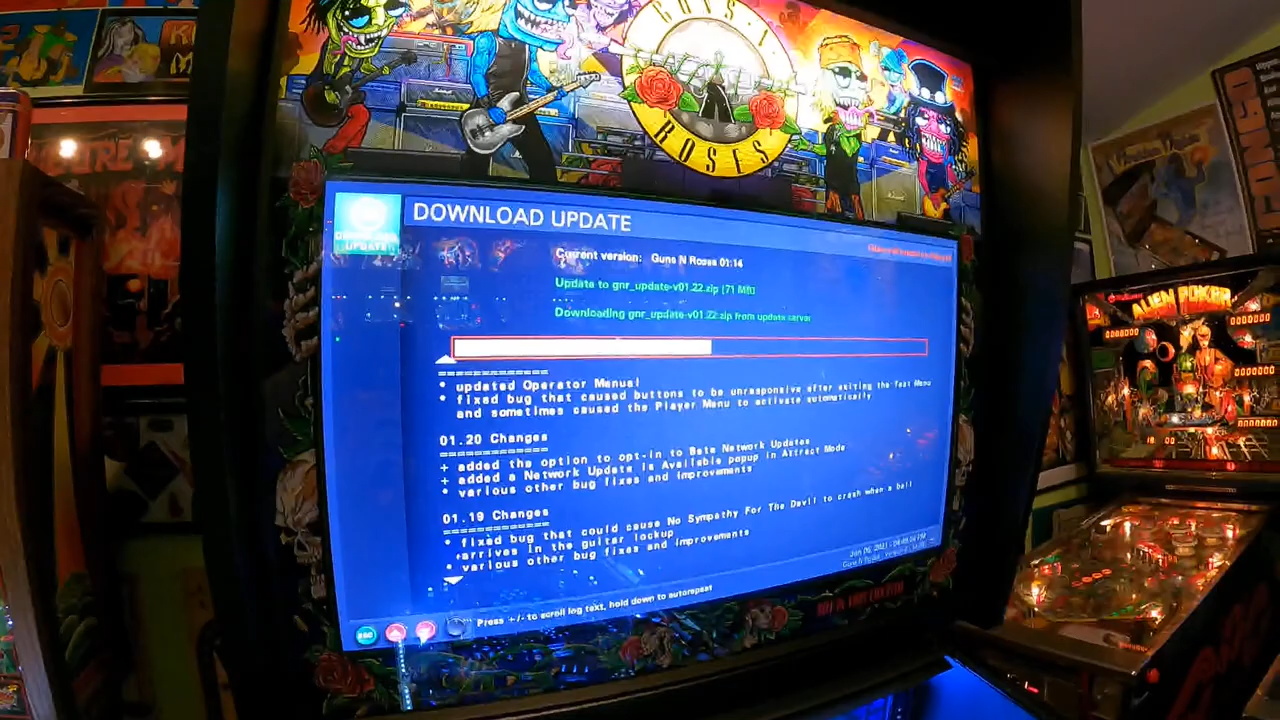 GUNS N'
ROSES
DOWNLOAD UPDATE
DOWNLOAD
UPDATE
Current version: Guns N Roses 01:14
Update to gnr_update-v01.22.zip (71 MB)
Downloading gnr_update-v01.22.zip from update server
* updated Operator Manual
* fixed bug that caused buttons to be unresponsive after exiting the Test Menu
and sometimes caused the Player Menu to activate automatically
01.20 Changes
============
+ added the option to opt-in to Beta Network Updates
+ added a Network Update is Available popup in Attract Mode
* various other bug fixes and improvements
01.19 Changes
============
* fixed bug that could cause No Sympathy For The Devil to crash when a ball
arrives in the guitar lockup
* various other bug fixes and improvements
ESC
Press +/- to scroll log text, hold down to autorepeat
ALIEN POKER
CONGO